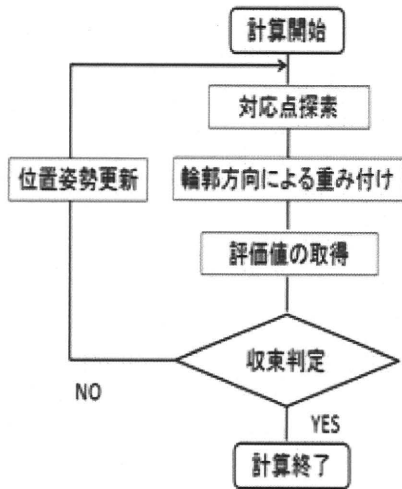 計算開始
対応点探索
位置姿勢更新
輪郭方向による重み付け
評価値の取得
収束判定
NO
YES
計算終了